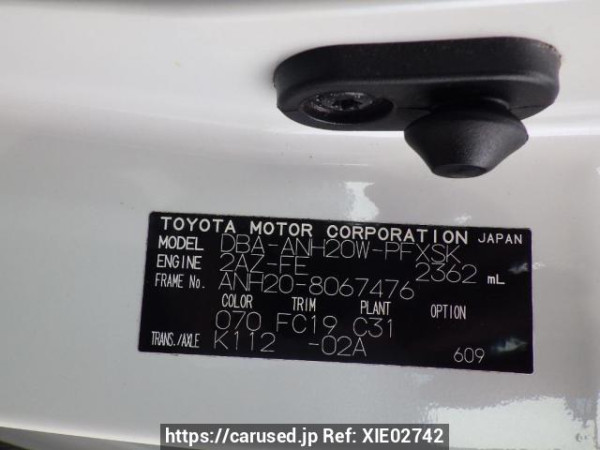 TOYOTA MOTOR CORPORATION JAPAN
MODEL DBA-ANH20W-PFXSK
ENGINE 2AZ-FE 2362 mL
FRAME No. ANH20-8067476
COLOR TRIM PLANT OPTION
070 FC19 C31
TRANS./AXLE K112 -02A 609
https://carused.jp Ref: XIE02742